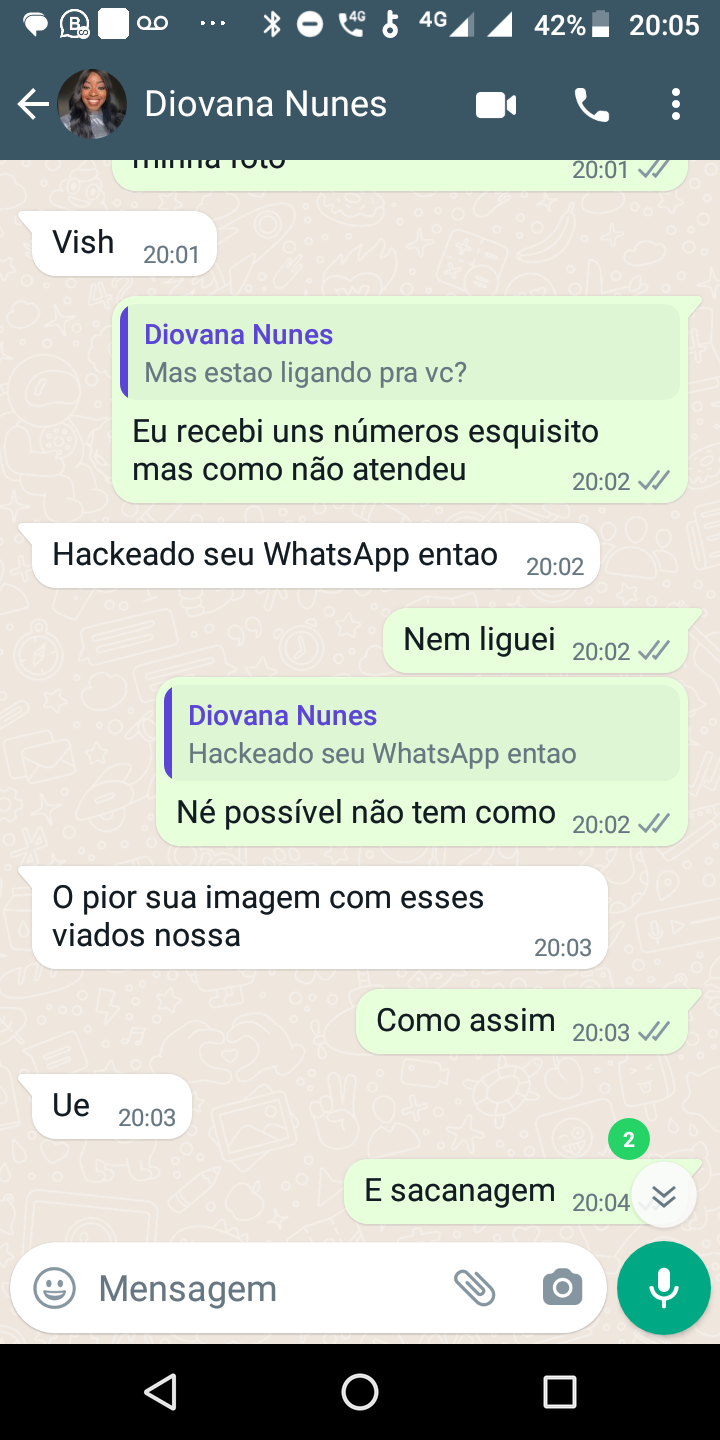 4G
4G
42%
20:05
Diovana Nunes
minha foto
20:01
Vish
20:01
Diovana Nunes
Mas estao ligando pra vc?
Eu recebi uns números esquisito
mas como não atendeu
20:02
Hackeado seu WhatsApp entao
20:02
Nem liguei
20:02
Diovana Nunes
Hackeado seu WhatsApp entao
Né possível não tem como
20:02
O pior sua imagem com esses
viados nossa
20:03
Como assim
20:03
Ue
20:03
2
E sacanagem
20:04
Mensagem